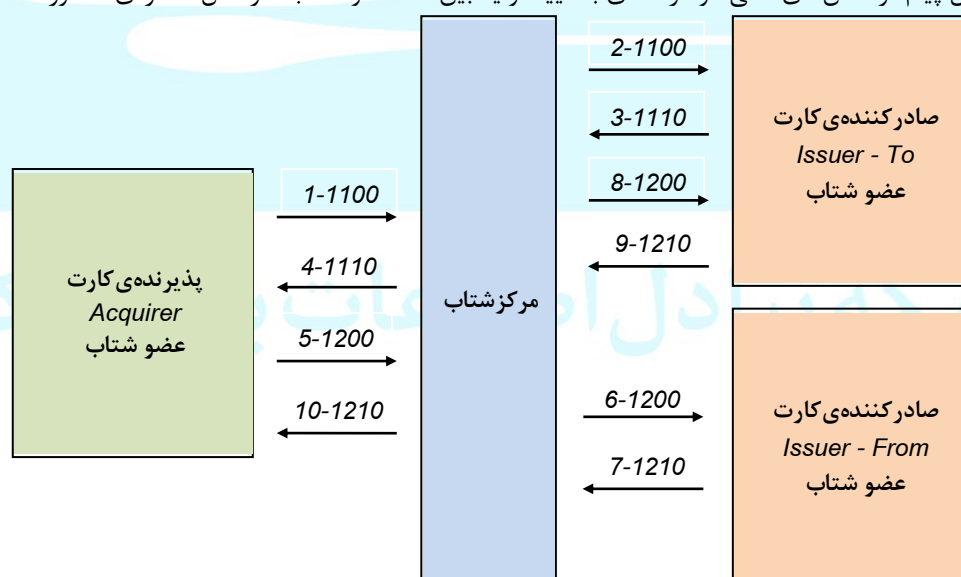 2-1100
3-1110
8-1200
9-1210
صادرکننده‌ی کارت
Issuer - To
عضو شتاب
1-1100
4-1110
5-1200
10-1210
پذیرنده‌ی کارت
Acquirer
عضو شتاب
مرکز شتاب
6-1200
7-1210
صادرکننده‌ی کارت
Issuer - From
عضو شتاب